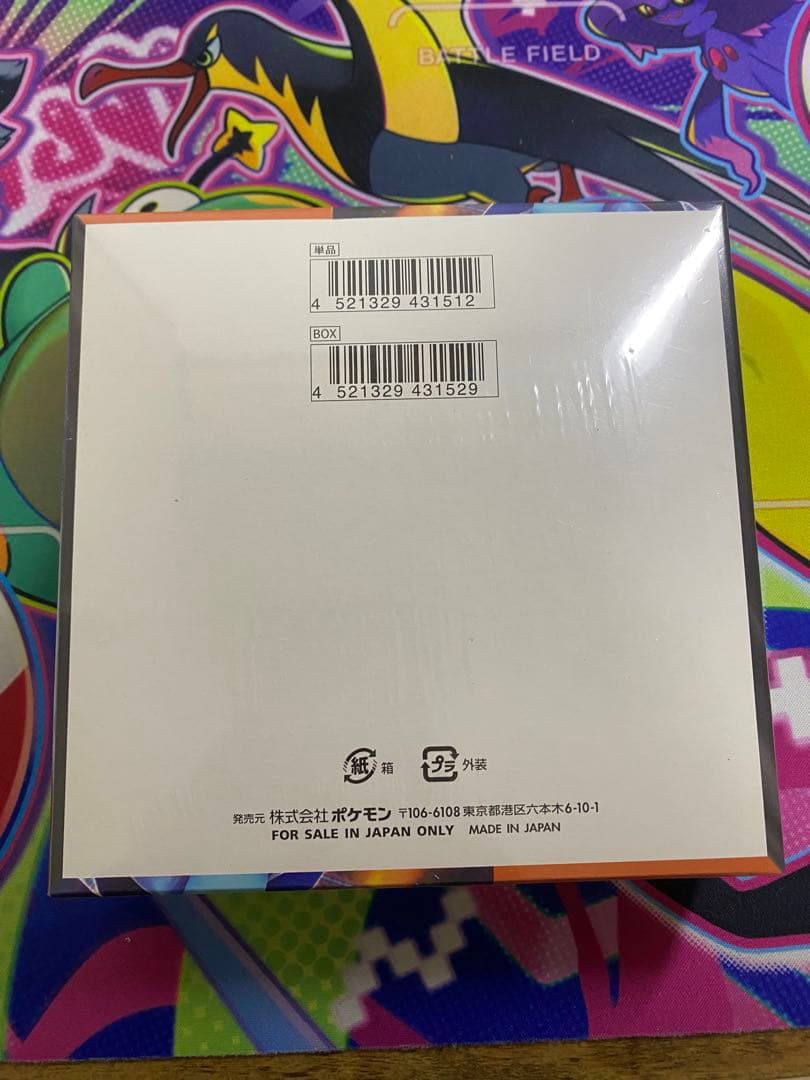 BATTLE FIELD
単品
4 521329 431512
BOX
4 521329 431529
紙 箱 プラ 外装
発売元 株式会社ポケモン 〒106-6108 東京都港区六本木6-10-1
FOR SALE IN JAPAN ONLY MADE IN JAPAN